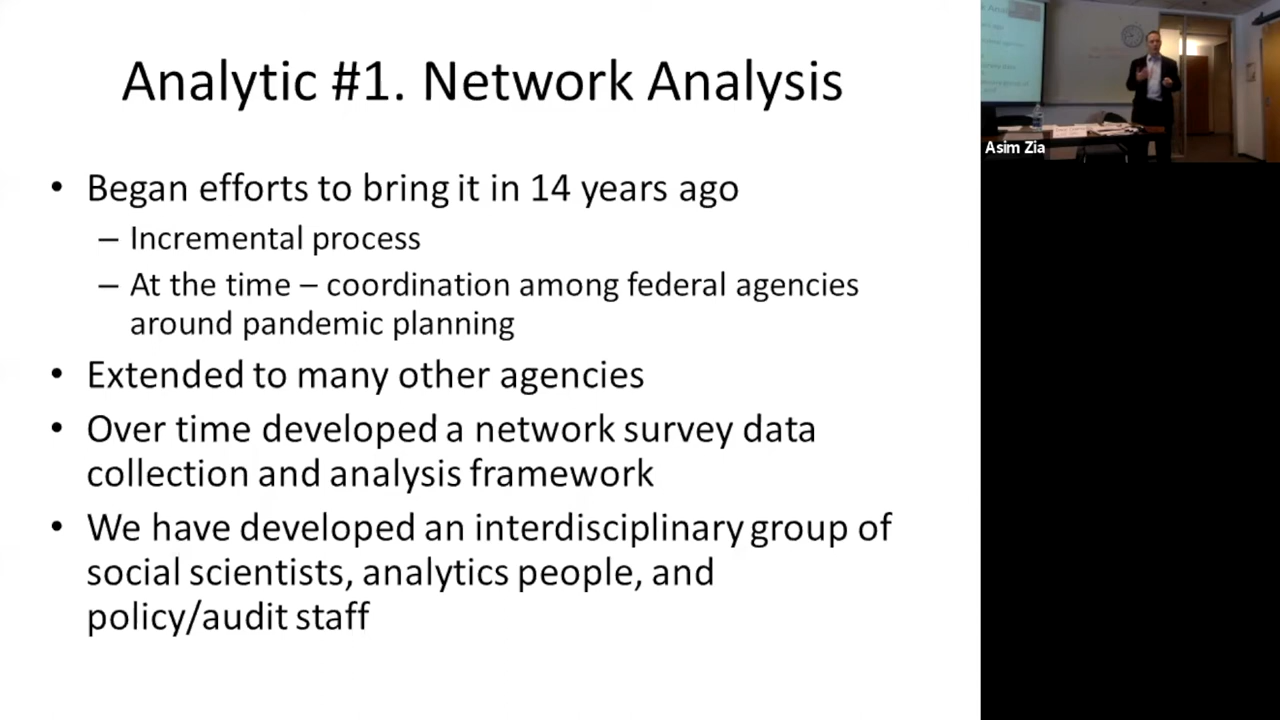 Analytic #1. Network Analysis
• Began efforts to bring it in 14 years ago
– Incremental process
– At the time – coordination among federal agencies
around pandemic planning
• Extended to many other agencies
• Over time developed a network survey data
collection and analysis framework
• We have developed an interdisciplinary group of
social scientists, analytics people, and
policy/audit staff
Asim Zia